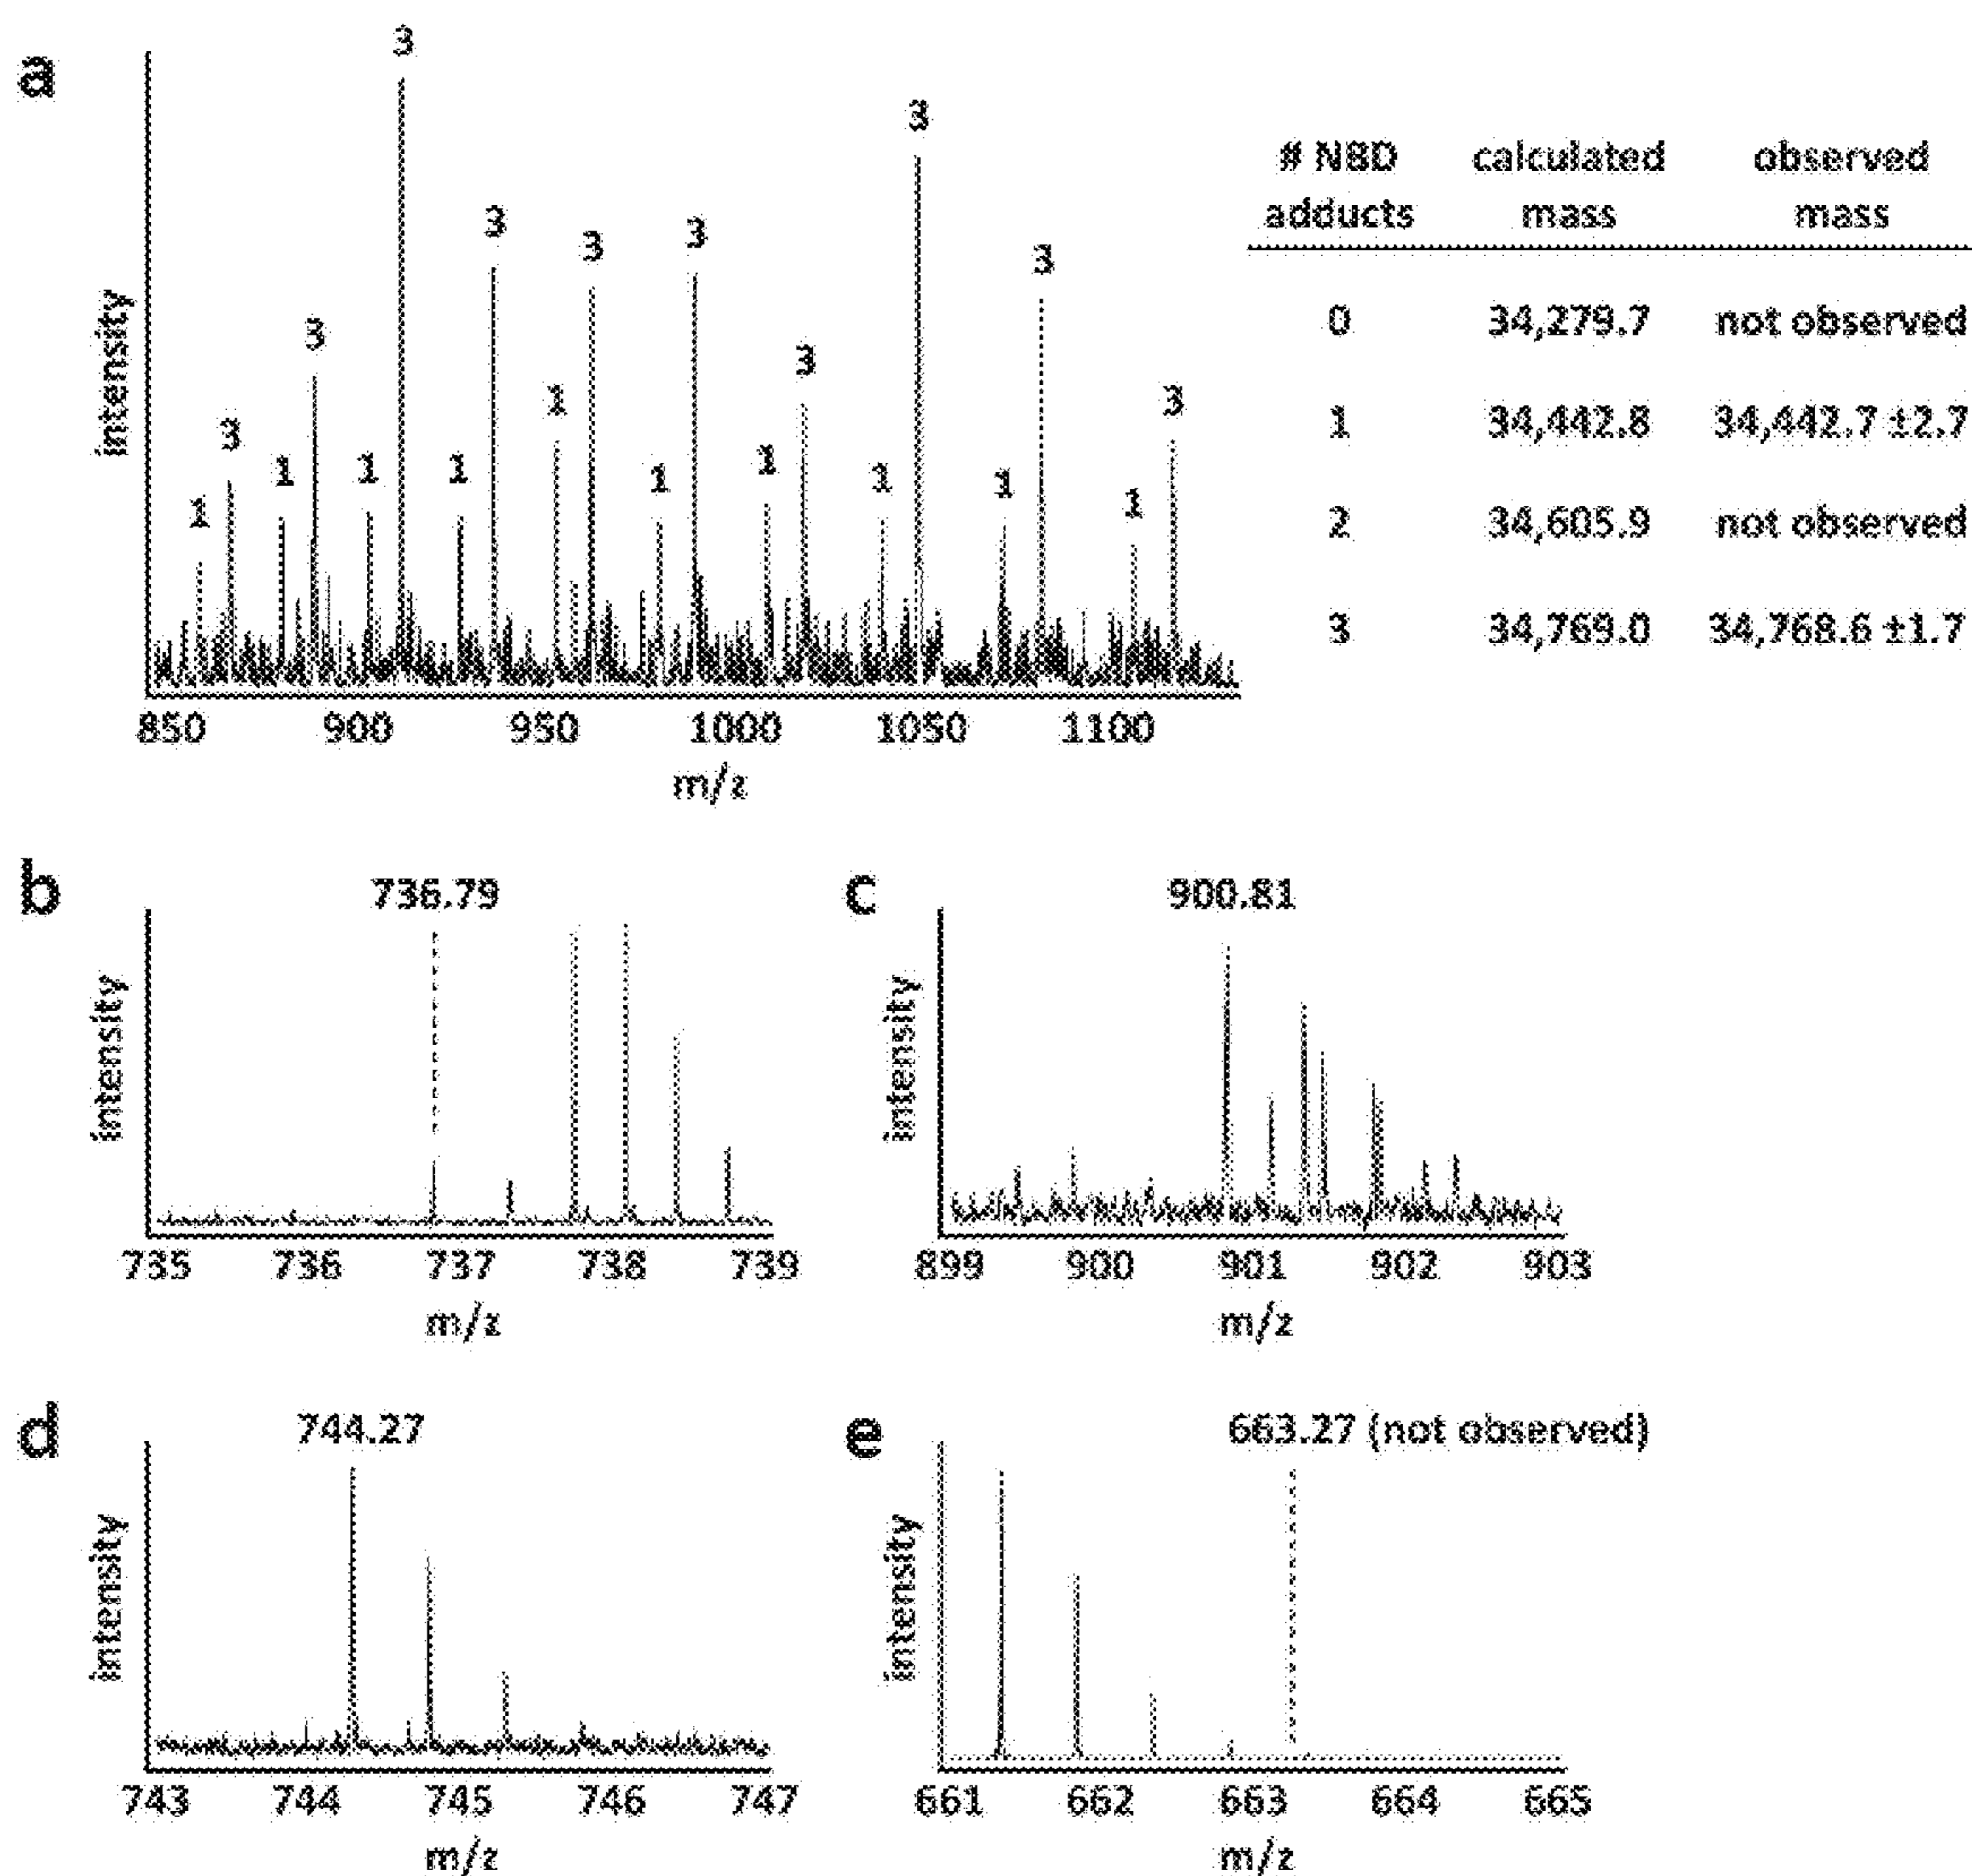 a
3
3
3
3
3
3
3
3
3
3
1
1
1
1
1
1
1
1
1
1
intensity
850 900 950 1000 1050 1100
m/z
# NBD adducts calculated mass observed mass
0 34,279.7 not observed
1 34,442.8 34,442.7 ±2.7
2 34,605.9 not observed
3 34,769.0 34,768.6 ±1.7
b
736.79
intensity
735 736 737 738 739
m/z
c
900.81
intensity
899 900 901 902 903
m/z
d
744.27
intensity
743 744 745 746 747
m/z
e
663.27 (not observed)
intensity
661 662 663 664 665
m/z